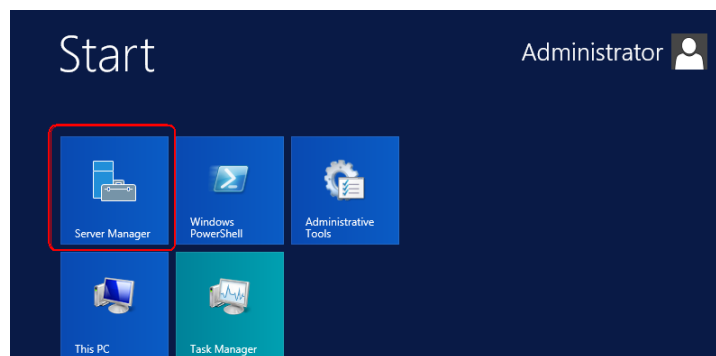 Start
Administrator
Server Manager
Windows
PowerShell
Administrative
Tools
This PC
Task Manager